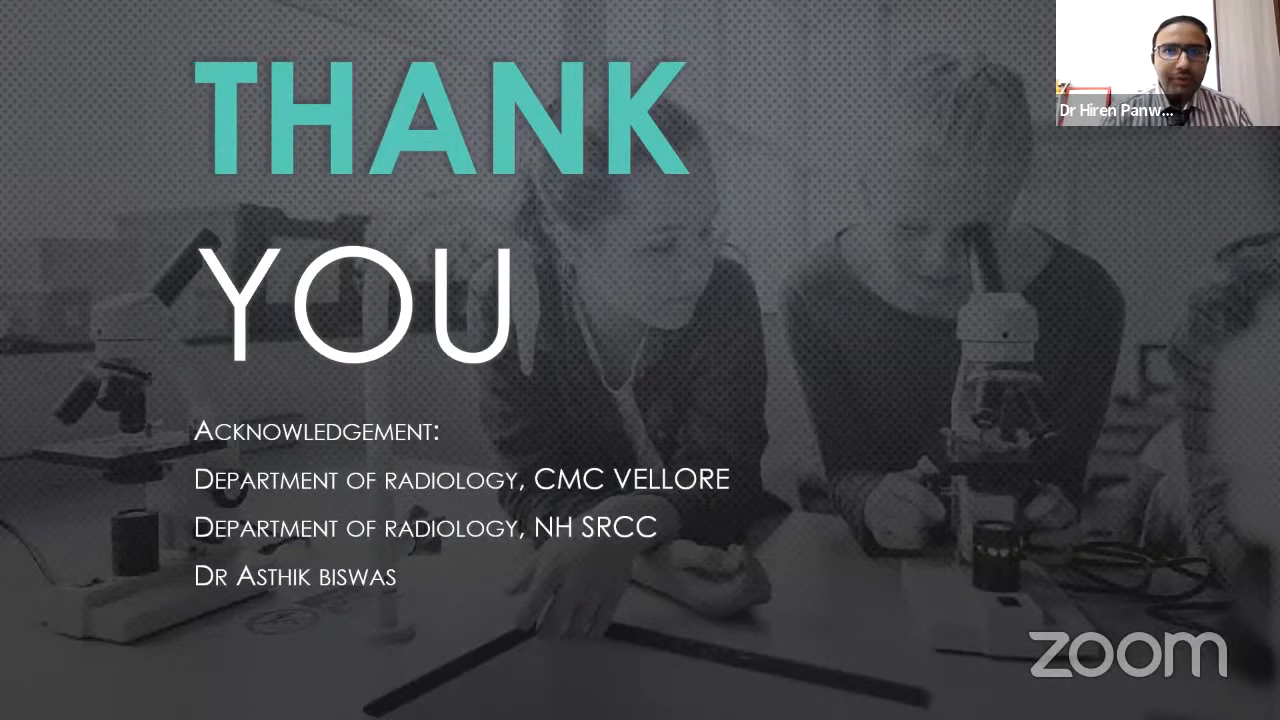 THANK
YOU
ACKNOWLEDGEMENT:
DEPARTMENT OF RADIOLOGY, CMC VELLORE
DEPARTMENT OF RADIOLOGY, NH SRCC
DR ASTHIK BISWAS
Dr Hiren Panw...
zoom